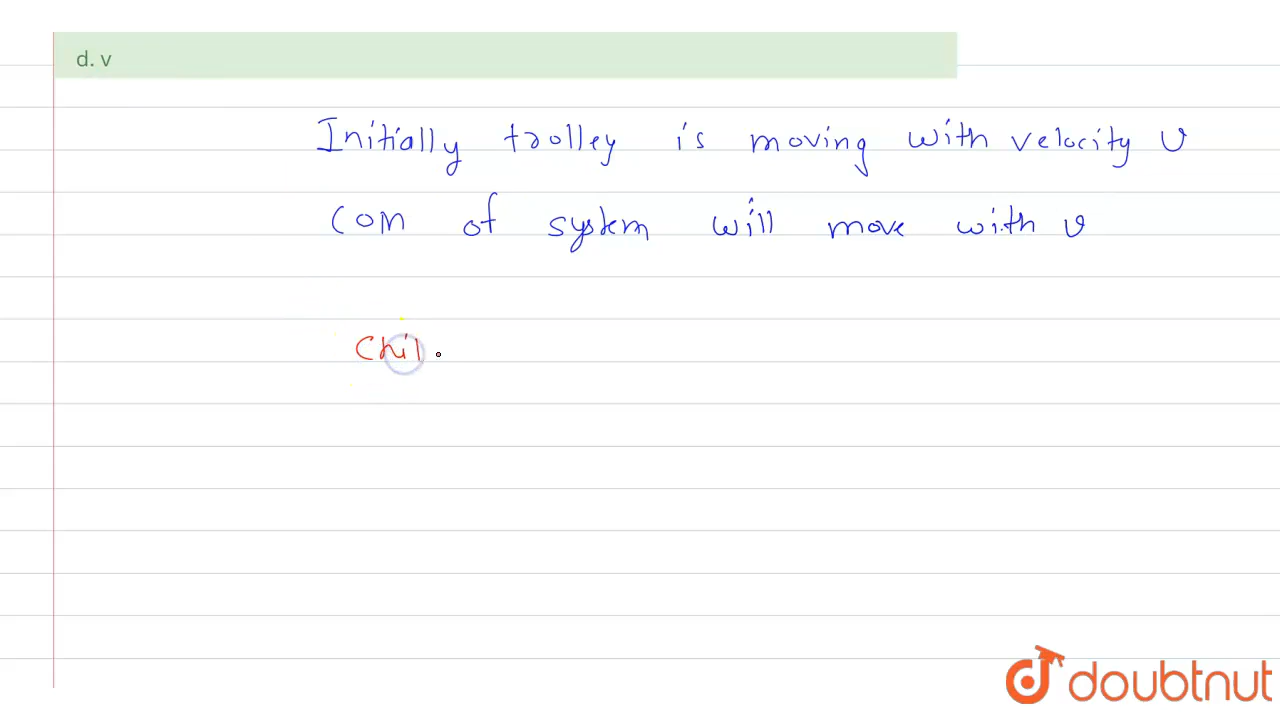 d. v
Initially trolley is moving with velocity v
COM of system will move with v
Chil
doubtnut